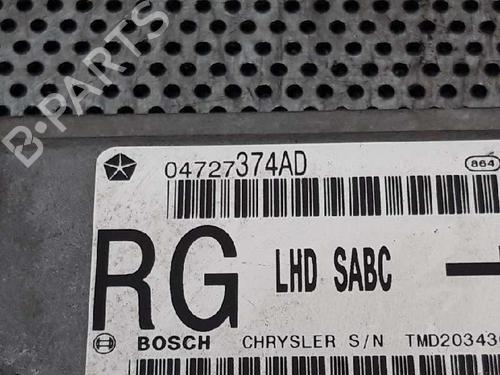 B-PARTS
04727374AD
864
RG LHD SABC
BOSCH CHRYSLER S/N